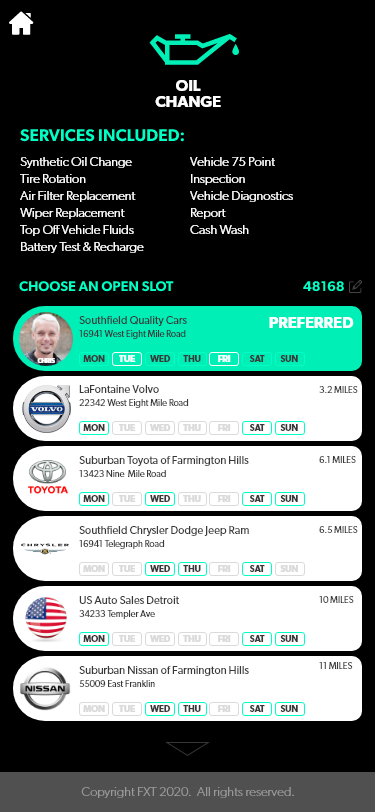 OIL
CHANGE
SERVICES INCLUDED:
Synthetic Oil Change
Tire Rotation
Air Filter Replacement
Wiper Replacement
Top Off Vehicle Fluids
Battery Test & Recharge
Vehicle 75 Point
Inspection
Vehicle Diagnostics
Report
Cash Wash
CHOOSE AN OPEN SLOT 48168
CHRIS
Southfield Quality Cars PREFERRED
16941 West Eight Mile Road
MON TUE WED THU FRI SAT SUN
VOLVO
LaFontaine Volvo 3.2 MILES
22342 West Eight Mile Road
MON TUE WED THU FRI SAT SUN
TOYOTA
Suburban Toyota of Farmington Hills 6.1 MILES
13423 Nine Mile Road
MON TUE WED THU FRI SAT SUN
CHRYSLER
Southfield Chrysler Dodge Jeep Ram 6.5 MILES
16941 Telegraph Road
MON TUE WED THU FRI SAT SUN
US Auto Sales Detroit 10 MILES
34233 Templer Ave
MON TUE WED THU FRI SAT SUN
NISSAN
Suburban Nissan of Farmington Hills 11 MILES
55009 East Franklin
MON TUE WED THU FRI SAT SUN
Copyright FXT 2020. All rights reserved.